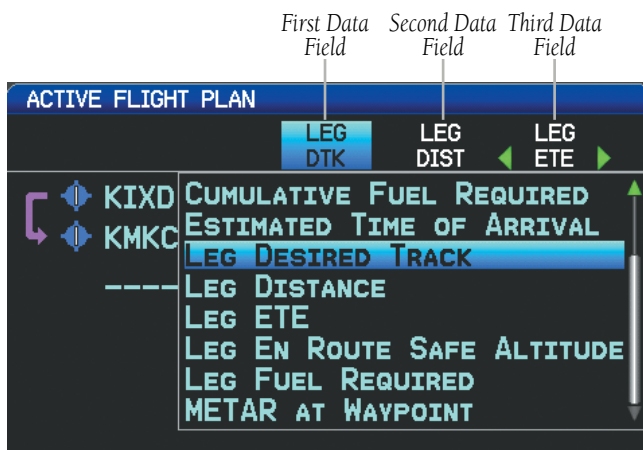 First Data Field
Second Data Field
Third Data Field
ACTIVE FLIGHT PLAN
LEG DTK
LEG DIST
LEG ETE
KIXD
KMKC
----
CUMULATIVE FUEL REQUIRED
ESTIMATED TIME OF ARRIVAL
LEG DESIRED TRACK
LEG DISTANCE
LEG ETE
LEG EN ROUTE SAFE ALTITUDE
LEG FUEL REQUIRED
METAR AT WAYPOINT